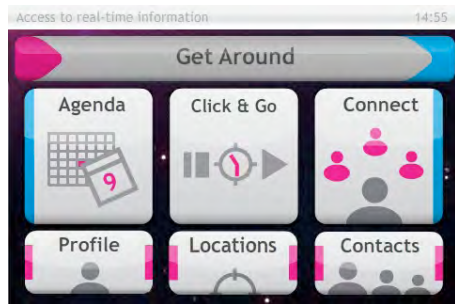 Access to real-time information 14:55
Get Around
Agenda Click & Go Connect
9
Profile Locations Contacts